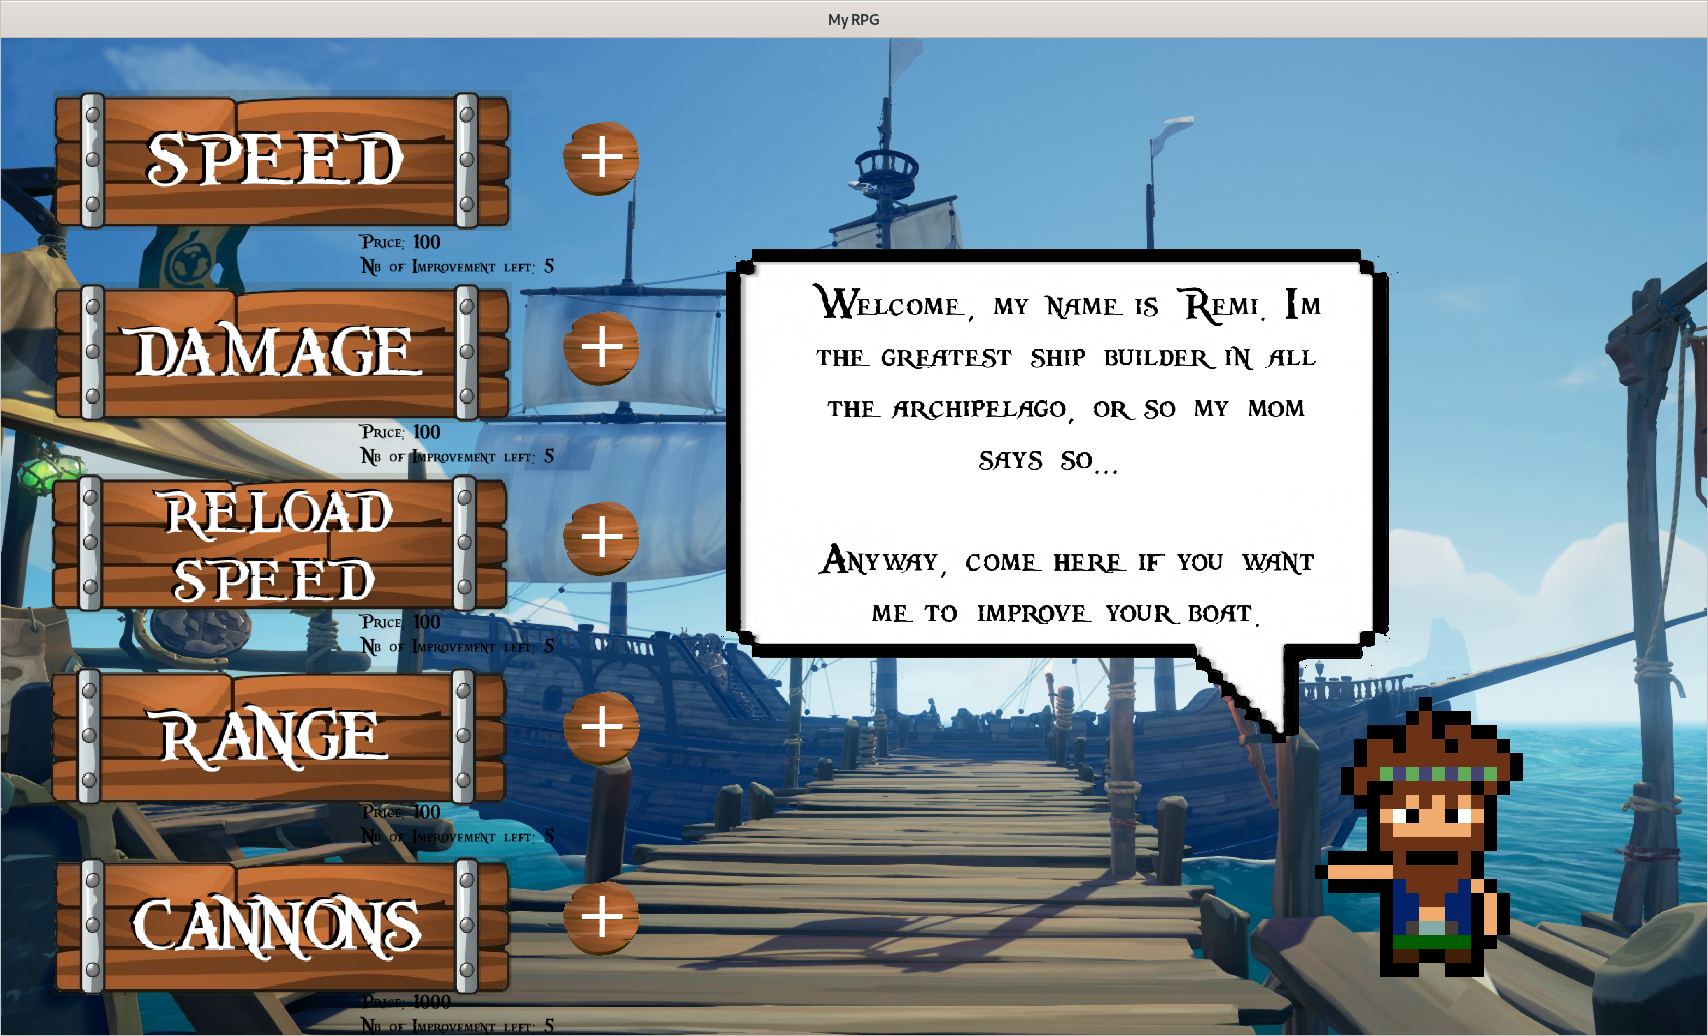 My RPG
SPEED
Price: 100
Nb of Improvement left: 5
DAMAGE
Price: 100
Nb of Improvement left: 5
RELOAD
SPEED
Price: 100
Nb of Improvement left: 5
RANGE
Price: 100
Nb of Improvement left: 5
CANNONS
Price: 1000
Nb of Improvement left: 5
Welcome, my name is Remi. Im
the greatest ship builder in all
the archipelago, or so my mom
says so...
Anyway, come here if you want
me to improve your boat.